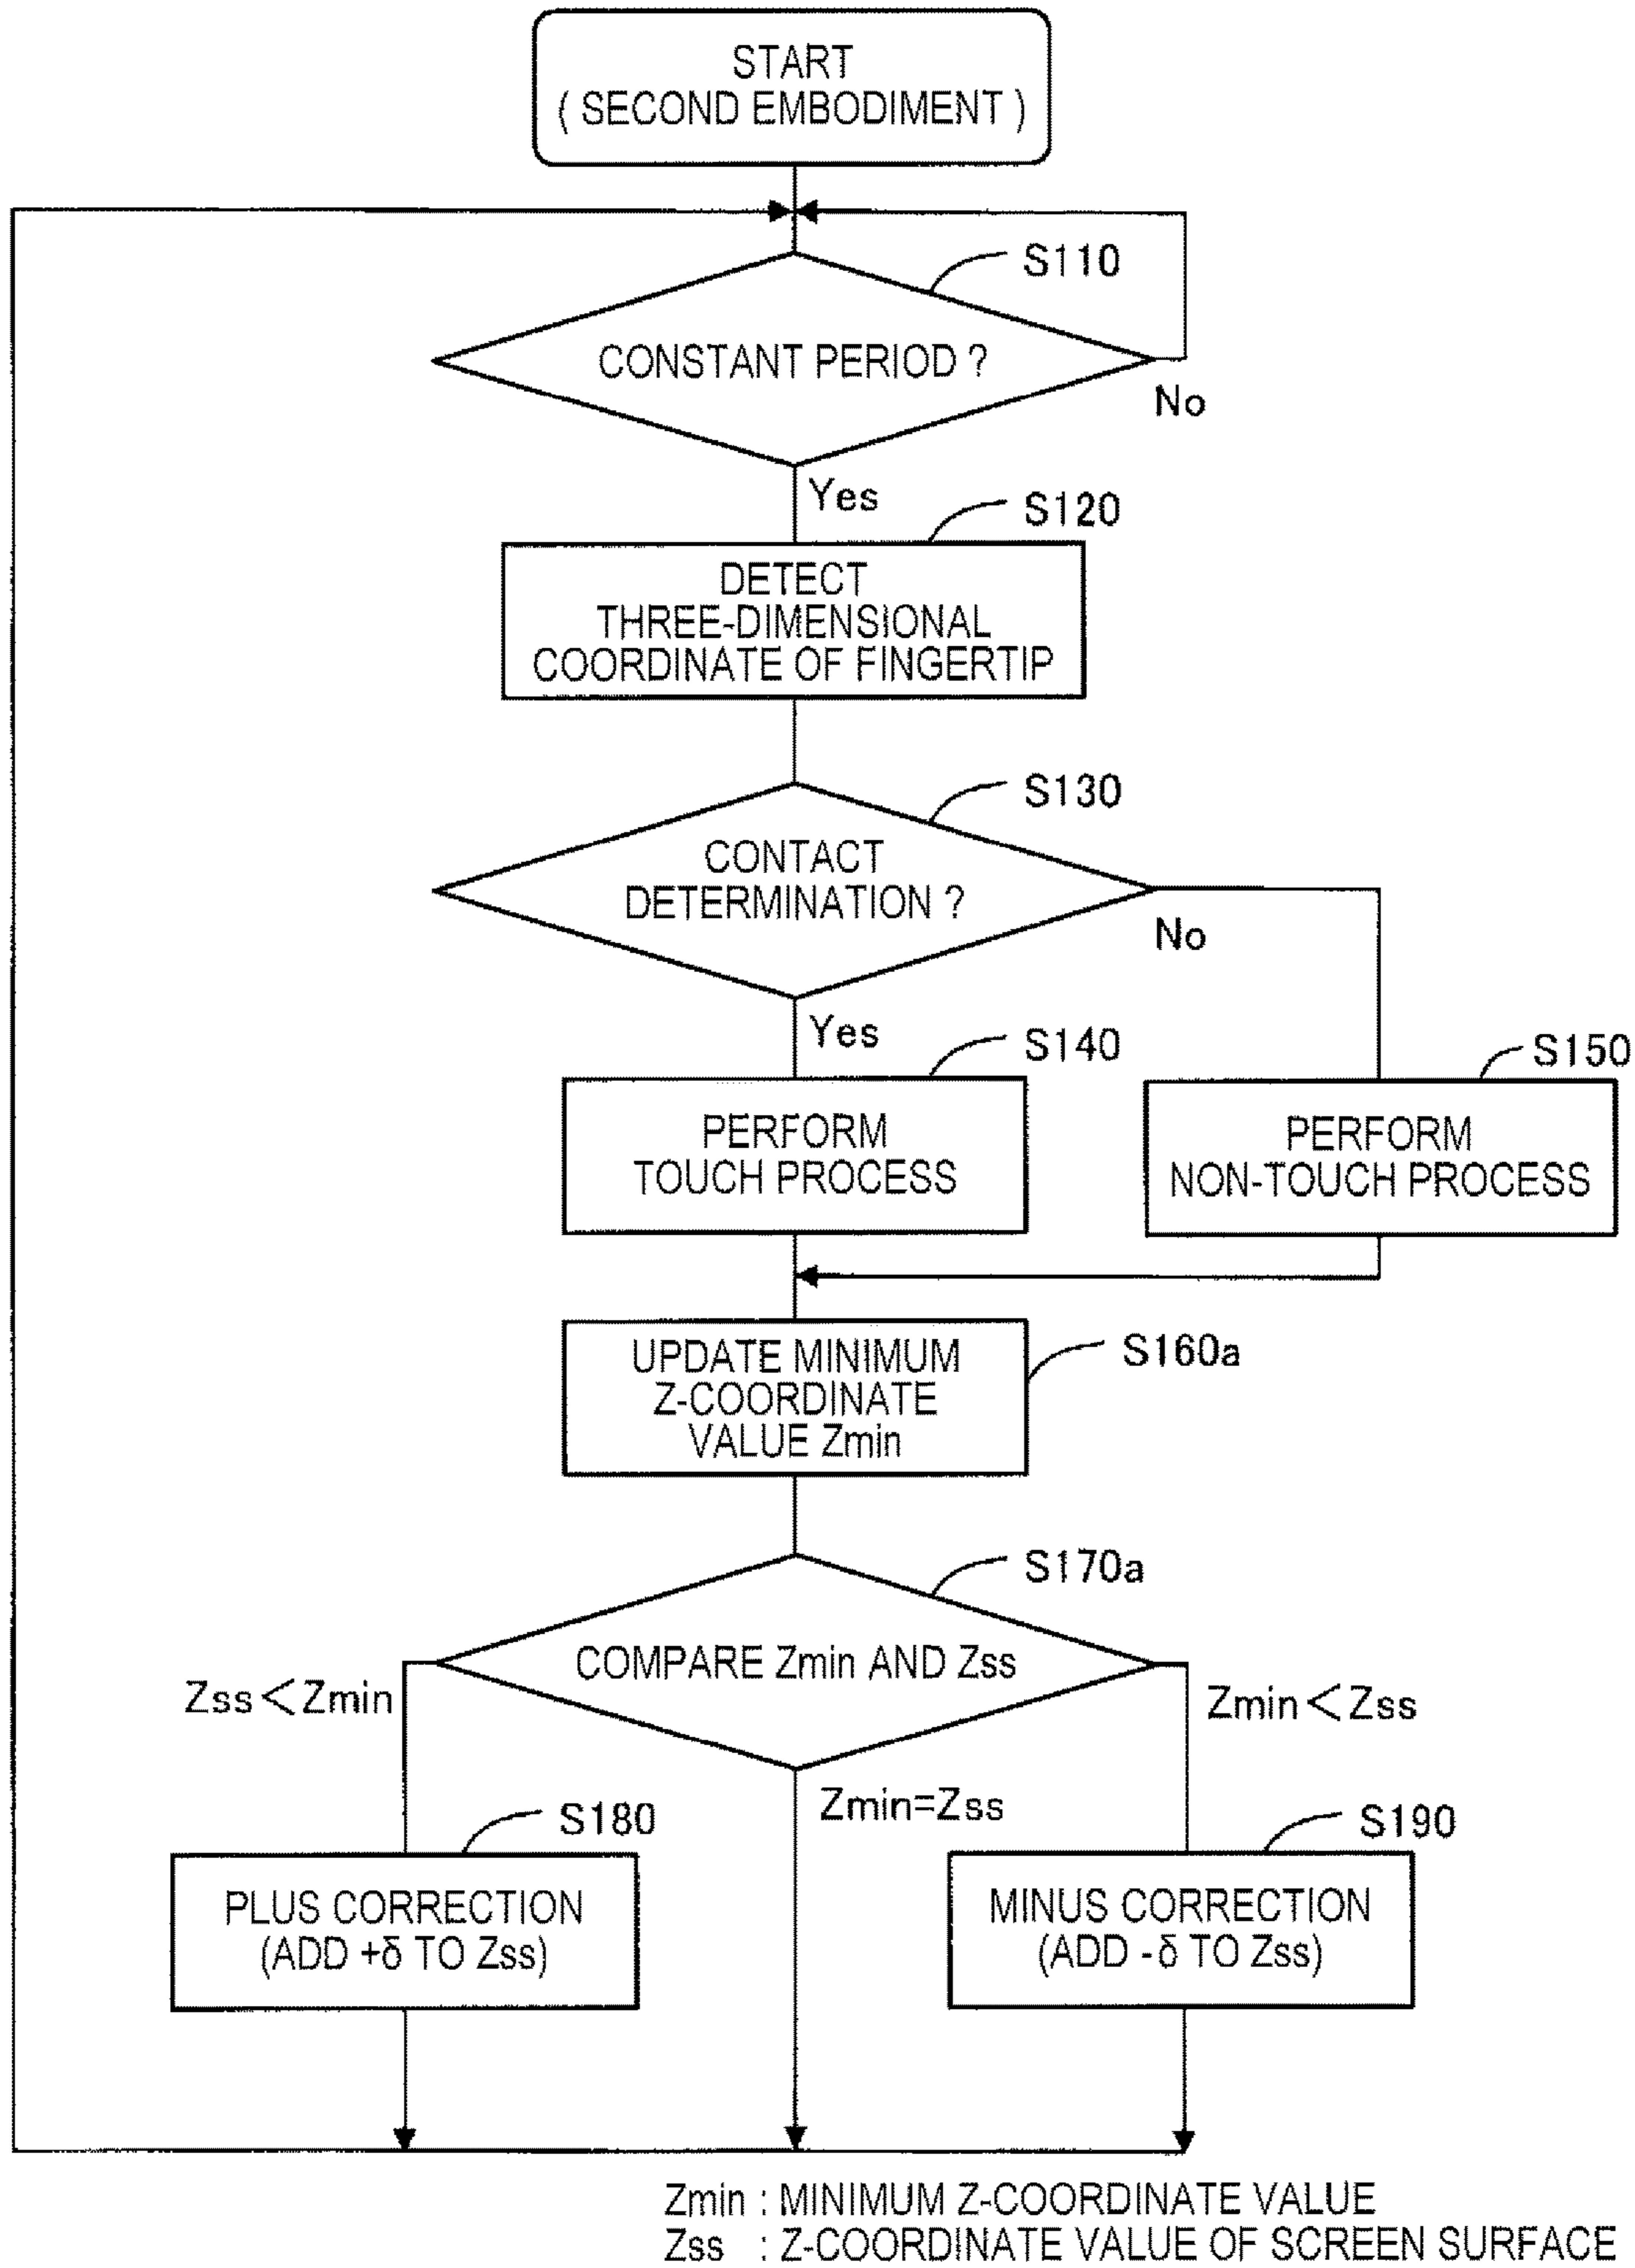 START
( SECOND EMBODIMENT )
S110
CONSTANT PERIOD ?
No
Yes
S120
DETECT
THREE-DIMENSIONAL
COORDINATE OF FINGERTIP
S130
CONTACT
DETERMINATION ?
No
Yes
S140
S150
PERFORM
TOUCH PROCESS
PERFORM
NON-TOUCH PROCESS
S160a
UPDATE MINIMUM
Z-COORDINATE
VALUE Zmin
S170a
COMPARE Zmin AND Zss
Zss<Zmin
Zmin<Zss
Zmin=Zss
S180
S190
PLUS CORRECTION
(ADD +δ TO Zss)
MINUS CORRECTION
(ADD -δ TO Zss)
Zmin : MINIMUM Z-COORDINATE VALUE
Zss : Z-COORDINATE VALUE OF SCREEN SURFACE